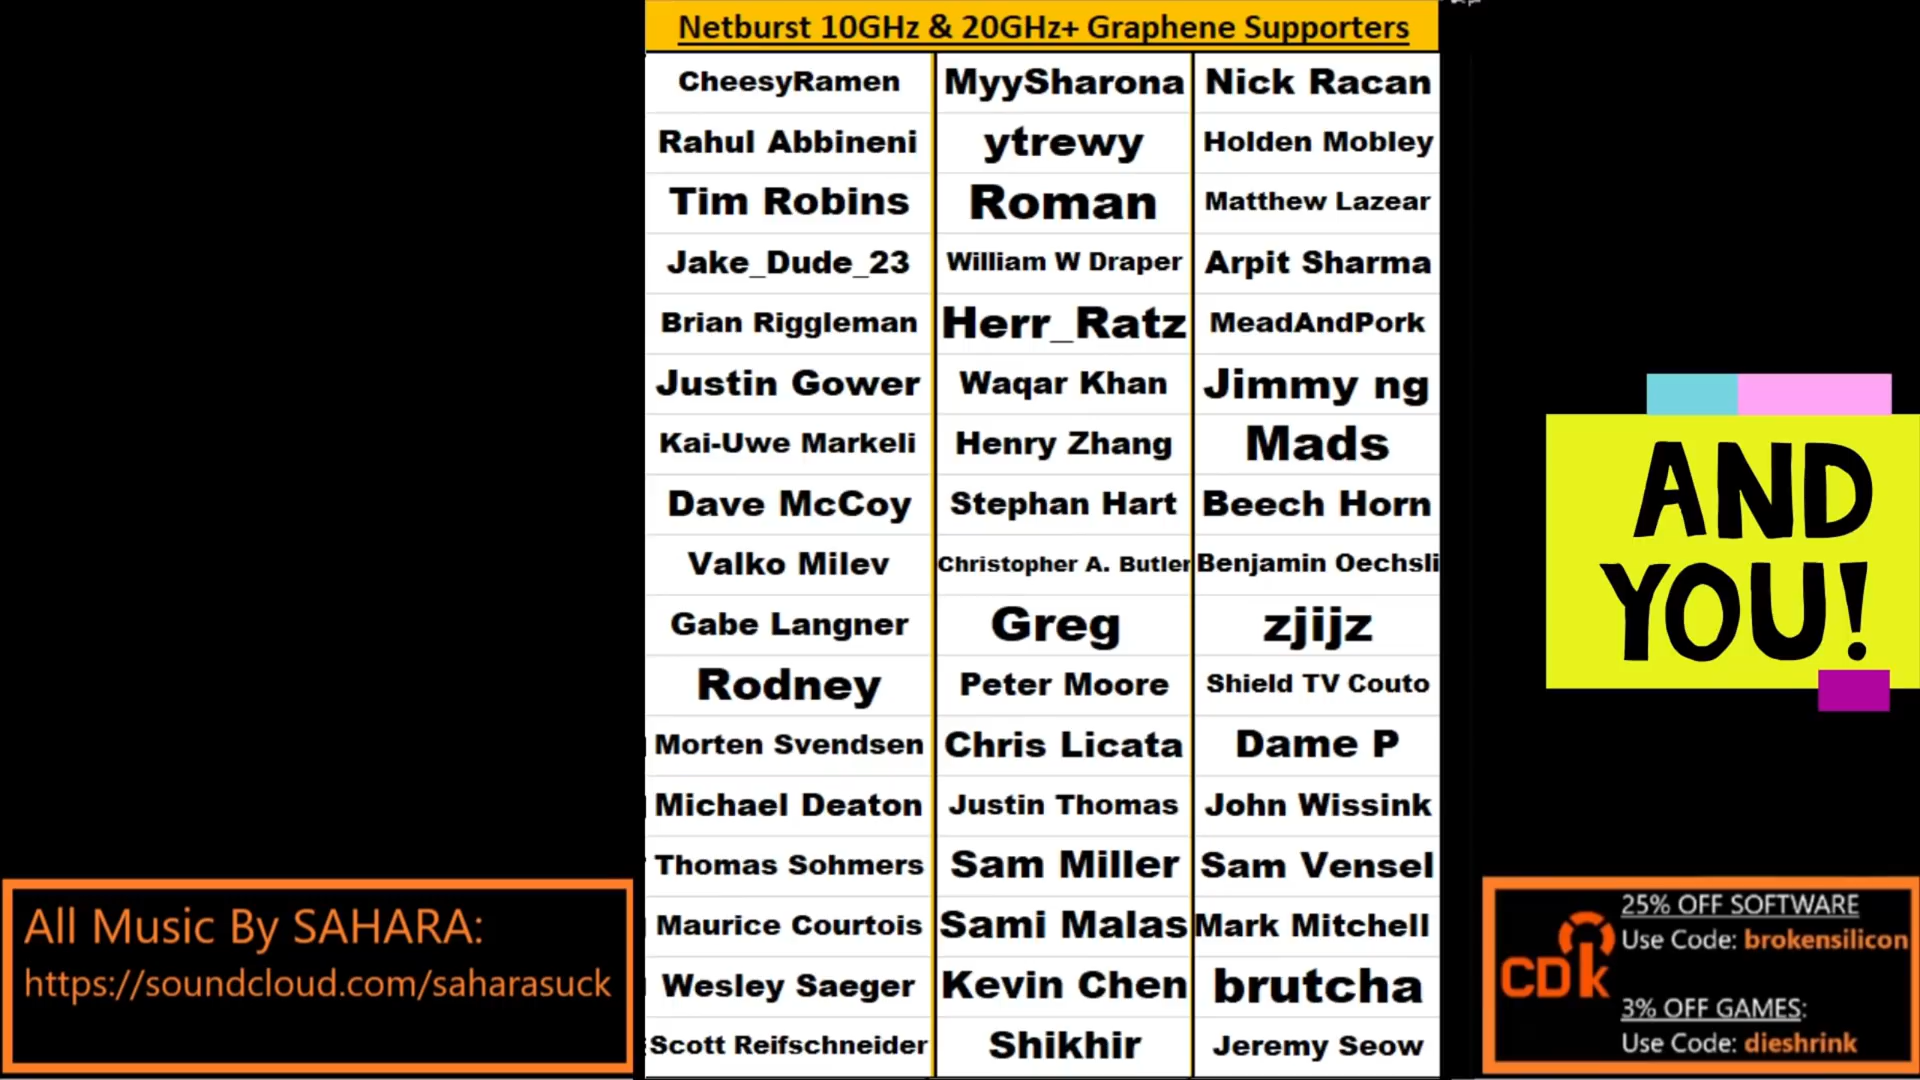 Netburst 10GHz & 20GHz+ Graphene Supporters
CheesyRamen MyySharona Nick Racan
Rahul Abbineni ytrewy Holden Mobley
Tim Robins Roman Matthew Lazear
Jake_Dude_23 William W Draper Arpit Sharma
Brian Riggleman Herr_Ratz MeadAndPork
Justin Gower Waqar Khan Jimmy ng
Kai-Uwe Markeli Henry Zhang Mads
Dave McCoy Stephan Hart Beech Horn
Valko Milev Christopher A. Butler Benjamin Oechsli
Gabe Langner Greg zjijz
Rodney Peter Moore Shield TV Couto
Morten Svendsen Chris Licata Dame P
Michael Deaton Justin Thomas John Wissink
Thomas Sohmers Sam Miller Sam Vensel
Maurice Courtois Sami Malas Mark Mitchell
Wesley Saeger Kevin Chen brutcha
Scott Reifschneider Shikhir Jeremy Seow
AND
YOU!
All Music By SAHARA:
https://soundcloud.com/saharasuck
CDk
25% OFF SOFTWARE
Use Code: brokensilicon
3% OFF GAMES:
Use Code: dieshrink